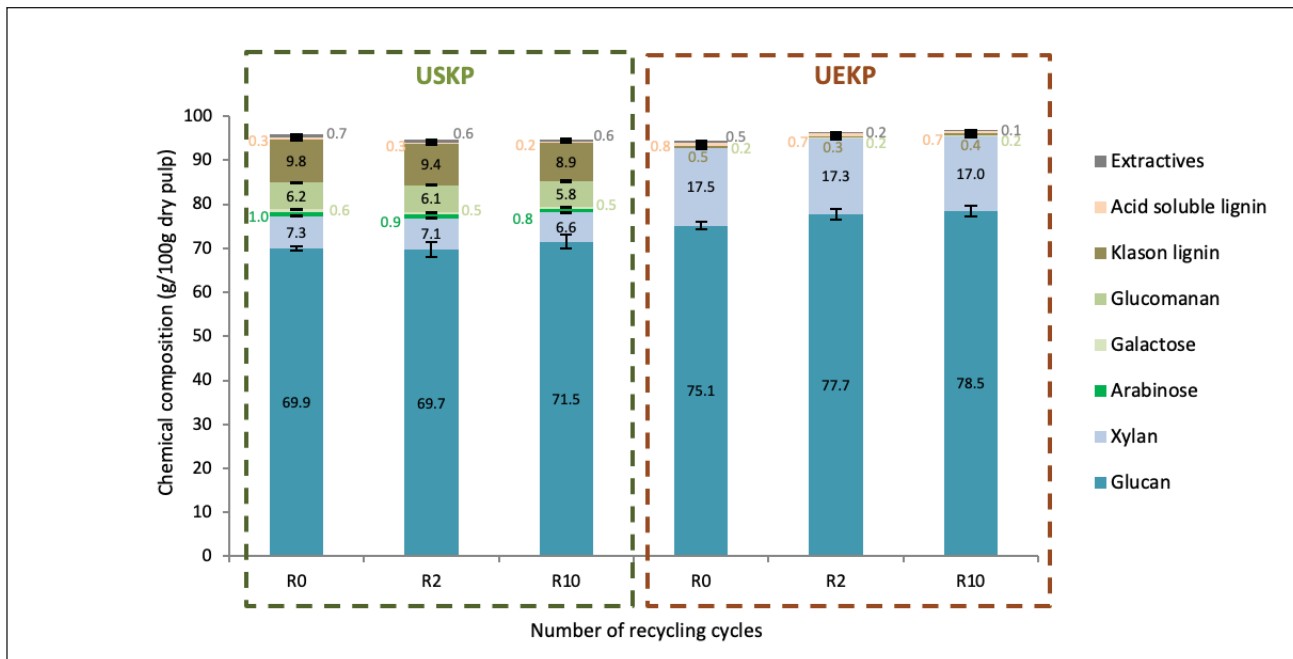 USKP
UEKP
Chemical composition (g/100g dry pulp)
100
90
80
70
60
50
40
30
20
10
0
0.3
0.7
9.8
6.2
1.0
0.6
7.3
69.9
0.3
0.6
9.4
6.1
0.9
0.5
7.1
69.7
0.2
0.6
8.9
5.8
0.8
0.5
6.6
71.5
0.8
0.5
0.5
0.2
17.5
75.1
0.7
0.2
0.3
0.2
17.3
77.7
0.7
0.1
0.4
0.2
17.0
78.5
R0
R2
R10
R0
R2
R10
Number of recycling cycles
Extractives
Acid soluble lignin
Klason lignin
Glucomanan
Galactose
Arabinose
Xylan
Glucan